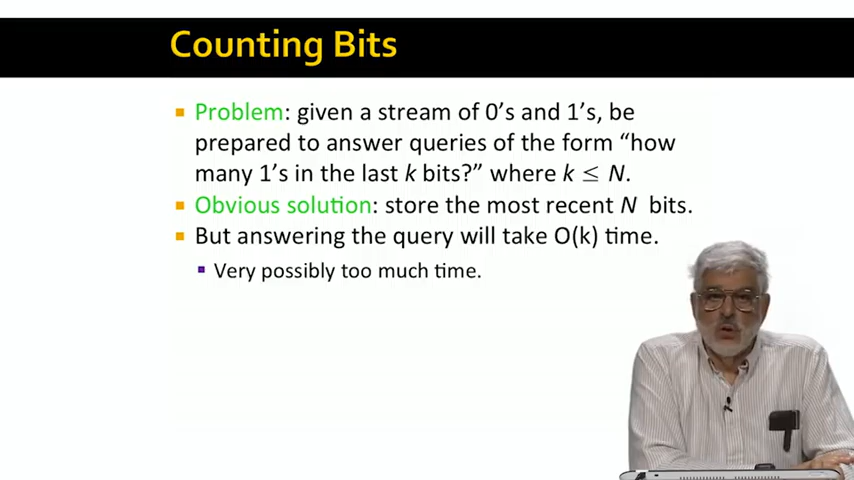 Counting Bits
Problem: given a stream of 0's and 1's, be
prepared to answer queries of the form “how
many 1's in the last k bits?” where k ≤ N.
Obvious solution: store the most recent N bits.
But answering the query will take O(k) time.
Very possibly too much time.